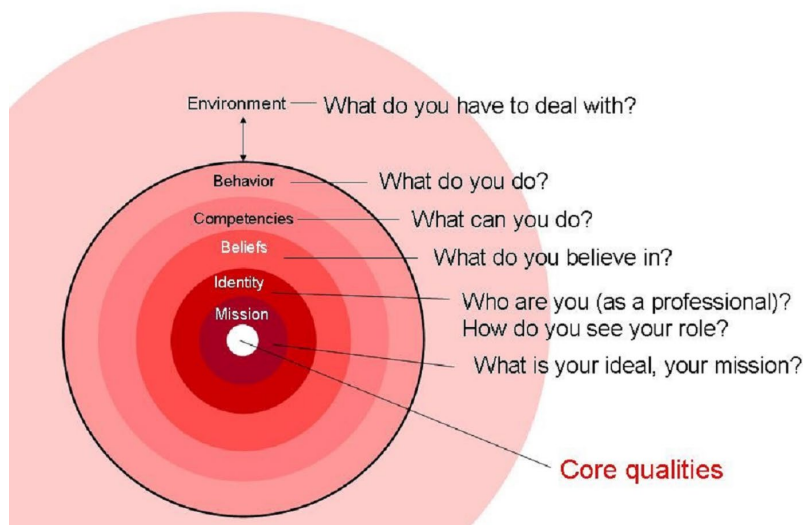 Environment What do you have to deal with?
Behavior What do you do?
Competencies What can you do?
Beliefs
What do you believe in?
Identity
Who are you (as a professional)?
How do you see your role?
Mission
What is your ideal, your mission?
Core qualities